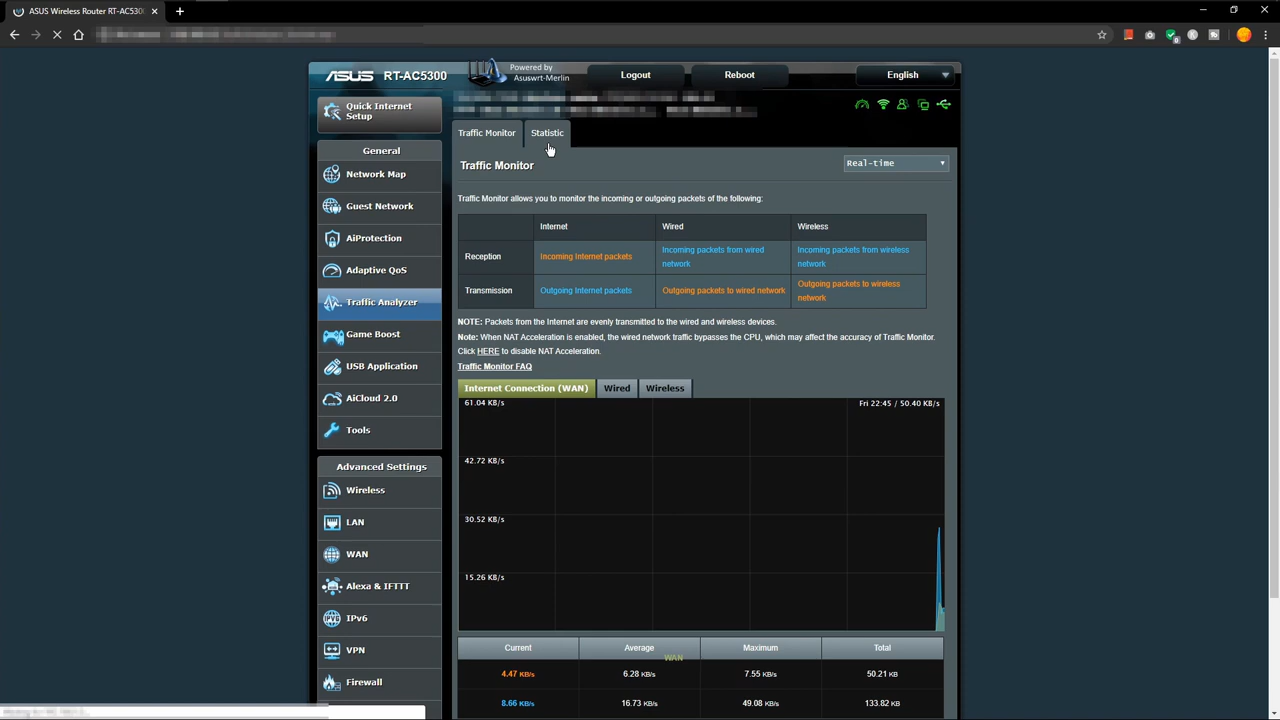 ASUS Wireless Router RT-AC530
ASUS RT-AC5300
Powered by
Asuswrt-Merlin
Logout
Reboot
English
Quick Internet
Setup
General
Network Map
Guest Network
AiProtection
Adaptive QoS
Traffic Analyzer
Game Boost
USB Application
AiCloud 2.0
Tools
Advanced Settings
Wireless
LAN
WAN
Alexa & IFTTT
IPv6
VPN
Firewall
Traffic Monitor
Statistic
Traffic Monitor
Real-time
Traffic Monitor allows you to monitor the incoming or outgoing packets of the following:
Internet Wired Wireless
Reception
Incoming Internet packets
Incoming packets from wired
network
Incoming packets from wireless
network
Transmission
Outgoing Internet packets
Outgoing packets to wired network
Outgoing packets to wireless
network
NOTE: Packets from the Internet are evenly transmitted to the wired and wireless devices.
Note: When NAT Acceleration is enabled, the wired network traffic bypasses the CPU, which may affect the accuracy of Traffic Monitor.
Click HERE to disable NAT Acceleration.
Traffic Monitor FAQ
Internet Connection (WAN) Wired Wireless
61.04 KB/s
Fri 22:45 / 50.40 KB/s
42.72 KB/s
30.52 KB/s
15.26 KB/s
Current Average Maximum Total
WAN
4.47 KB/s 6.28 KB/s 7.55 KB/s 50.21 KB
8.66 KB/s 16.73 KB/s 49.08 KB/s 133.82 KB